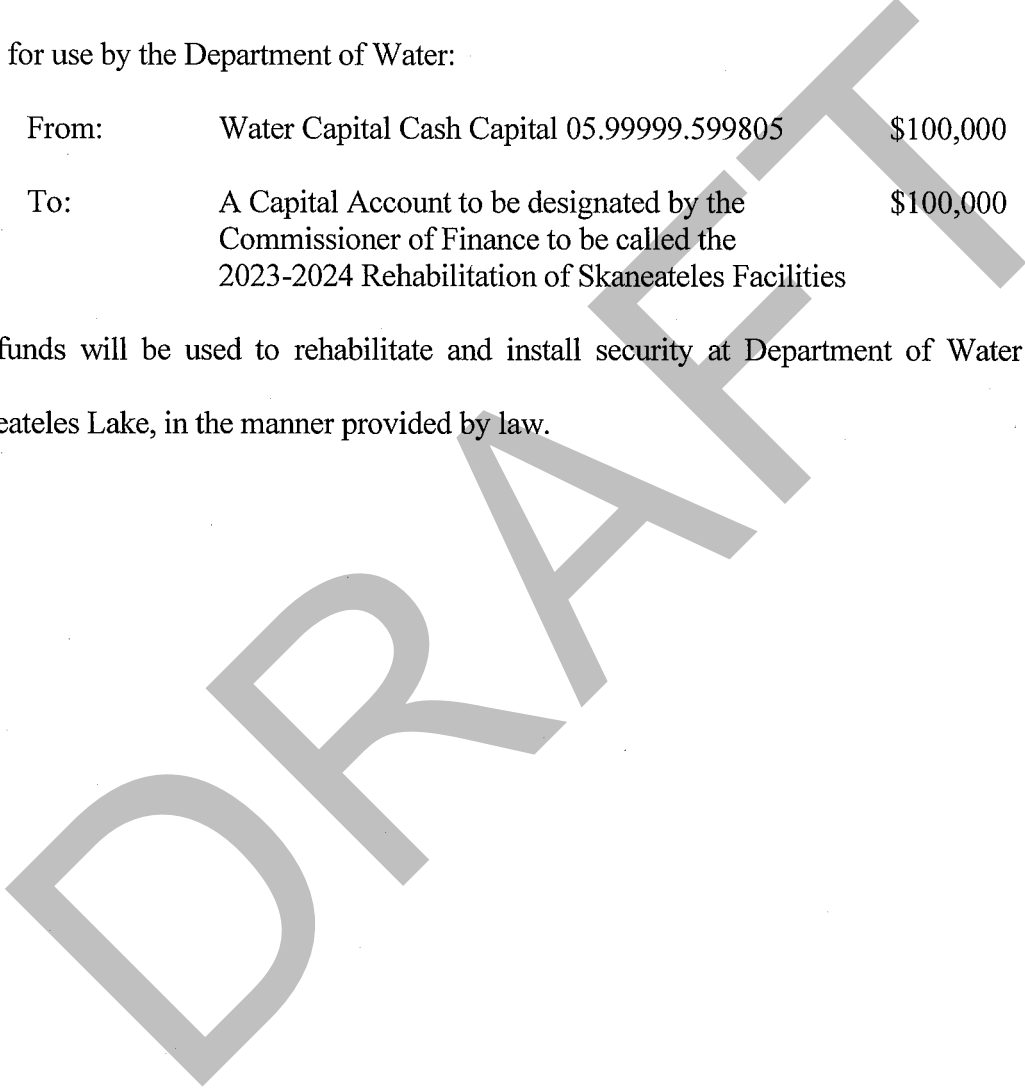 for use by the Department of Water:
From: Water Capital Cash Capital 05.99999.599805 $100,000
To: A Capital Account to be designated by the $100,000
Commissioner of Finance to be called the
2023-2024 Rehabilitation of Skaneateles Facilities
funds will be used to rehabilitate and install security at Department of Water
eateles Lake, in the manner provided by law.
DRAFT